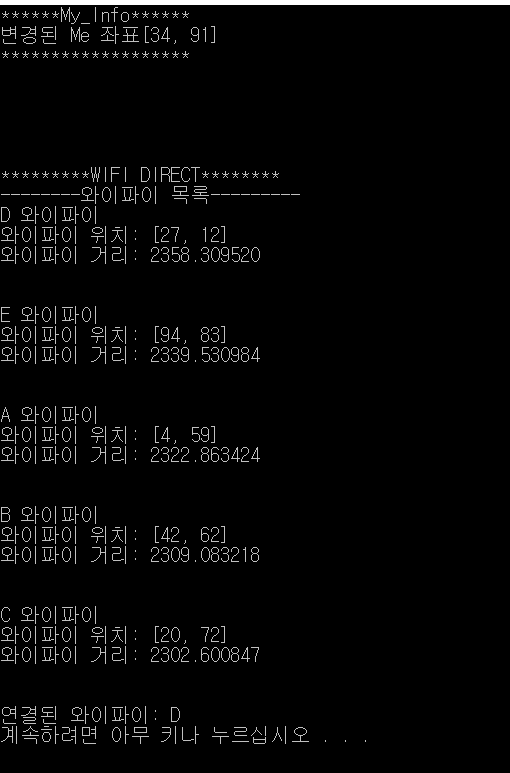 ******My_Info******
변경된 Me 좌표[34, 91]
*******************
*********WIFI DIRECT********
--------와이파이 목록---------
D 와이파이
와이파이 위치: [27, 12]
와이파이 거리: 2358.309520
E 와이파이
와이파이 위치: [94, 83]
와이파이 거리: 2339.530984
A 와이파이
와이파이 위치: [4, 59]
와이파이 거리: 2322.863424
B 와이파이
와이파이 위치: [42, 62]
와이파이 거리: 2309.083218
C 와이파이
와이파이 위치: [20, 72]
와이파이 거리: 2302.600847
연결된 와이파이: D
계속하려면 아무 키나 누르십시오 . . .